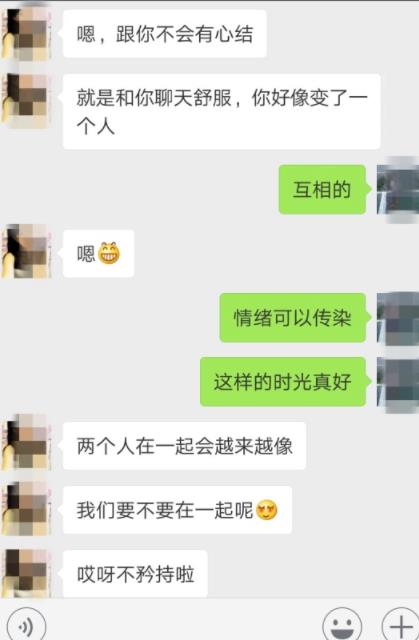 嗯，跟你不会有心结
就是和你聊天舒服，你好像变了一
个人
互相的
嗯😁
情绪可以传染
这样的时光真好
两个人在一起会越来越像
我们要不要在一起呢😍
哎呀不矜持啦